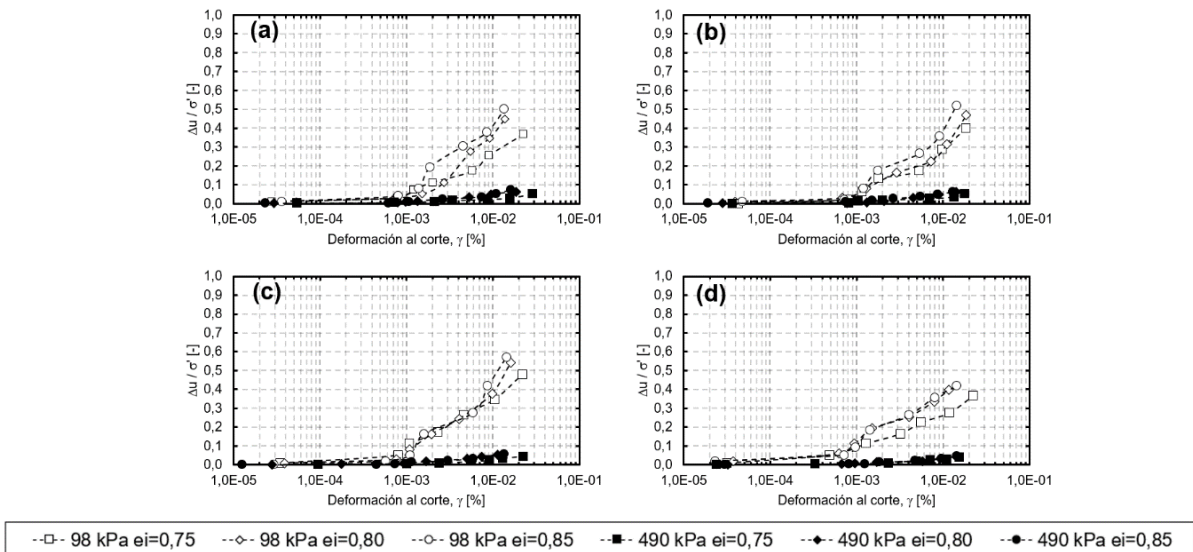 (a)
1,0
0,9
0,8
0,7
0,6
0,5
0,4
0,3
0,2
0,1
0,0
Δu / σ' [-]
1,0E-05 1,0E-04 1,0E-03 1,0E-02 1,0E-01
Deformación al corte, γ [%]
(b)
1,0
0,9
0,8
0,7
0,6
0,5
0,4
0,3
0,2
0,1
0,0
Δu / σ' [-]
1,0E-05 1,0E-04 1,0E-03 1,0E-02 1,0E-01
Deformación al corte, γ [%]
(c)
1,0
0,9
0,8
0,7
0,6
0,5
0,4
0,3
0,2
0,1
0,0
Δu / σ' [-]
1,0E-05 1,0E-04 1,0E-03 1,0E-02 1,0E-01
Deformación al corte, γ [%]
(d)
1,0
0,9
0,8
0,7
0,6
0,5
0,4
0,3
0,2
0,1
0,0
Δu / σ' [-]
1,0E-05 1,0E-04 1,0E-03 1,0E-02 1,0E-01
Deformación al corte, γ [%]
98 kPa ei=0,75 98 kPa ei=0,80 98 kPa ei=0,85 490 kPa ei=0,75 490 kPa ei=0,80 490 kPa ei=0,85